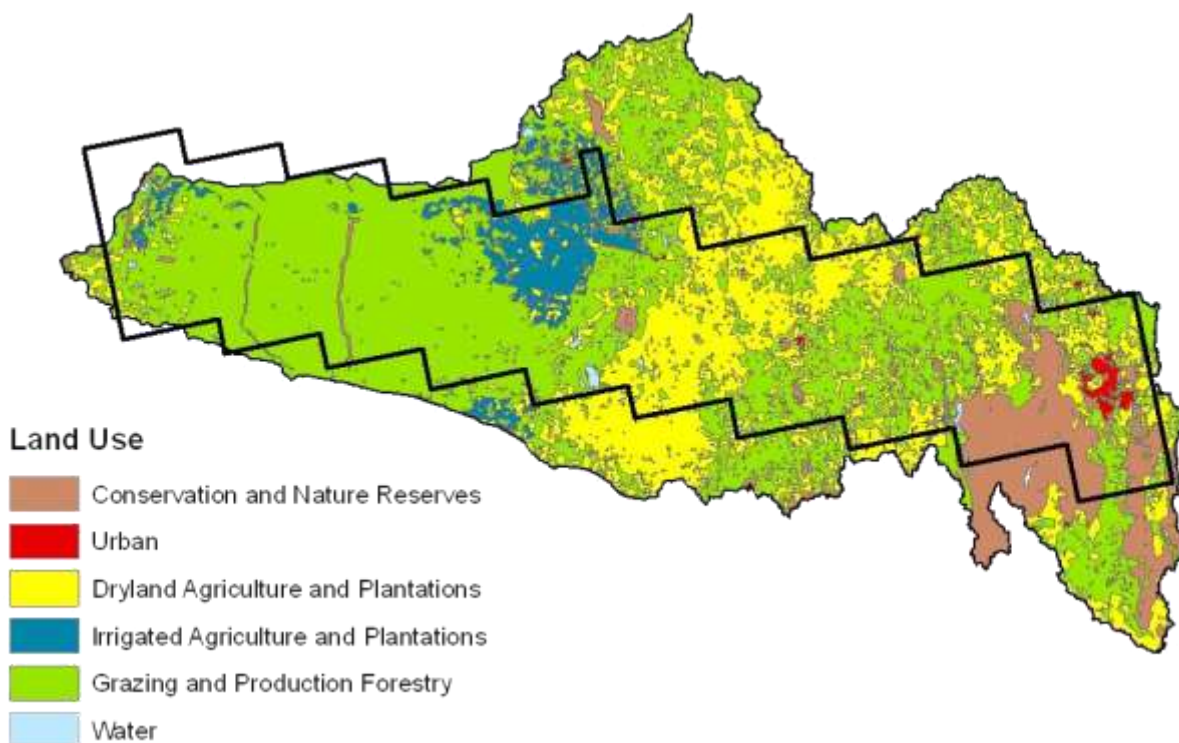 Land Use
Conservation and Nature Reserves
Urban
Dryland Agriculture and Plantations
Irrigated Agriculture and Plantations
Grazing and Production Forestry
Water